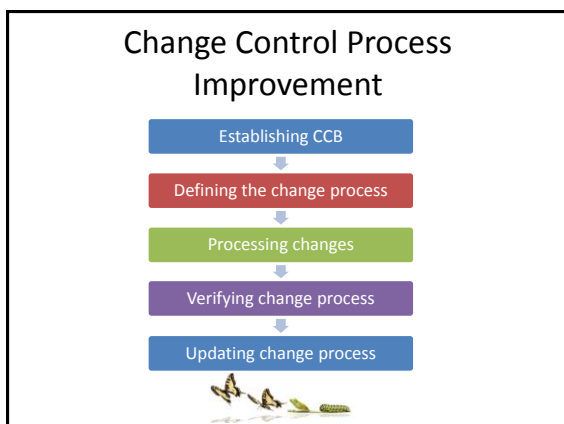 Change Control Process
Improvement
Establishing CCB
Defining the change process
Processing changes
Verifying change process
Updating change process